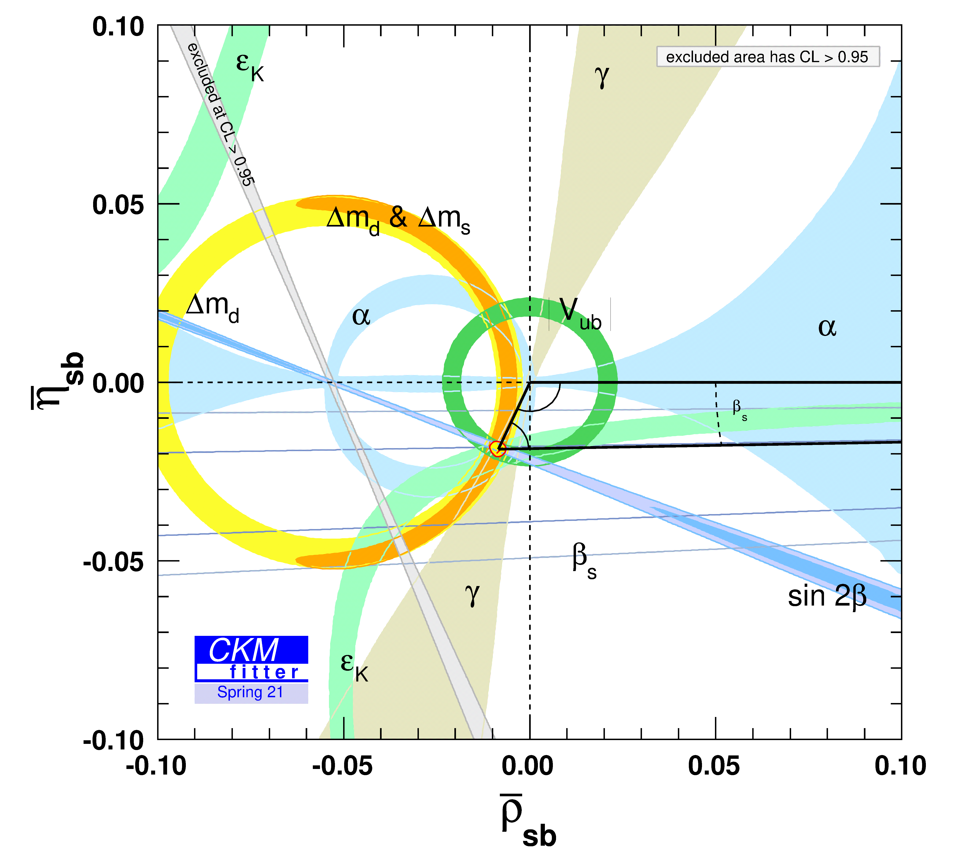 0.10
0.05
0.00
-0.05
-0.10
-0.10
-0.05
0.00
0.05
0.10
η̅sb
ρ̅sb
excluded area has CL > 0.95
excluded at CL > 0.95
εK
γ
Δmd & Δms
Δmd
α
Vub
α
βs
βs
sin 2β
γ
εK
CKM
fitter
Spring 21